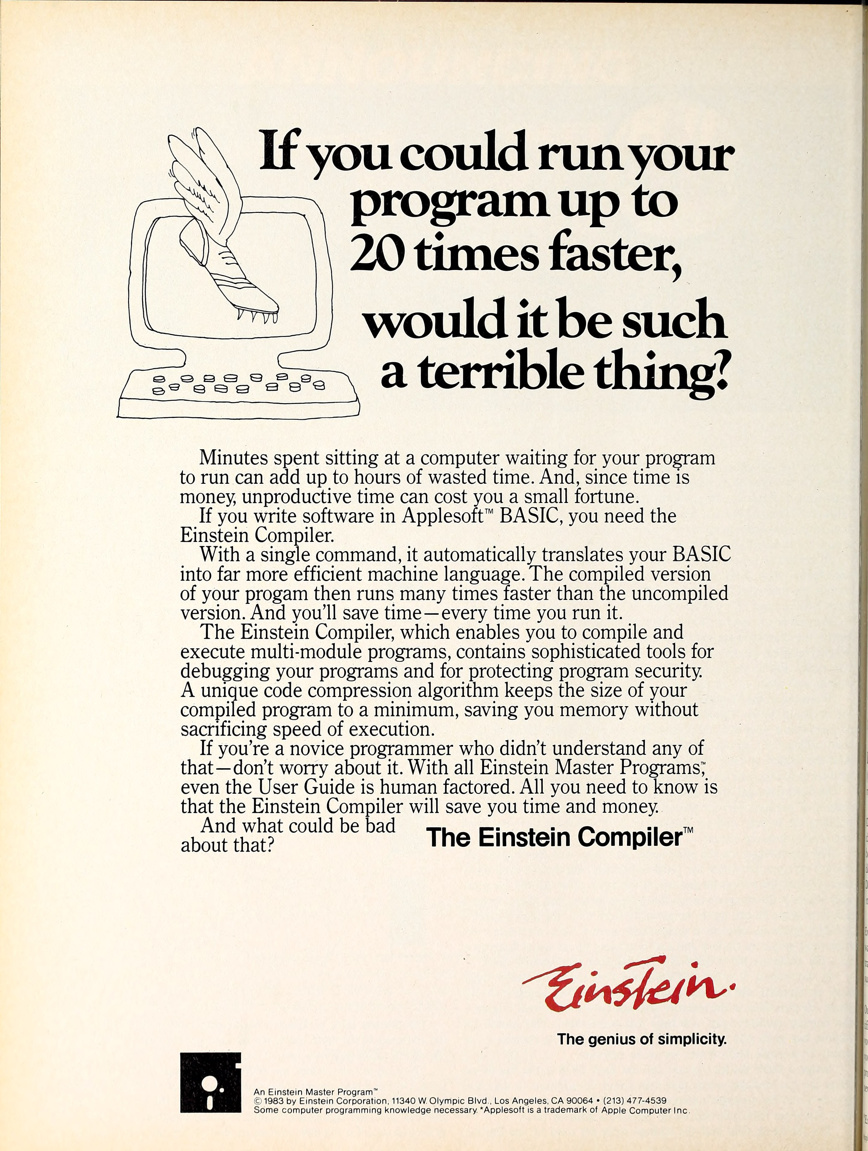 If you could run your
program up to
20 times faster,
would it be such
a terrible thing?
Minutes spent sitting at a computer waiting for your program
to run can add up to hours of wasted time. And, since time is
money, unproductive time can cost you a small fortune.
If you write software in Applesoft™ BASIC, you need the
Einstein Compiler.
With a single command, it automatically translates your BASIC
into far more efficient machine language. The compiled version
of your progam then runs many times faster than the uncompiled
version. And you'll save time—every time you run it.
The Einstein Compiler, which enables you to compile and
execute multi-module programs, contains sophisticated tools for
debugging your programs and for protecting program security.
A unique code compression algorithm keeps the size of your
compiled program to a minimum, saving you memory without
sacrificing speed of execution.
If you're a novice programmer who didn't understand any of
that—don't worry about it. With all Einstein Master Programs,™
even the User Guide is human factored. All you need to know is
that the Einstein Compiler will save you time and money.
And what could be bad
about that?
The Einstein Compiler™
Einstein.
The genius of simplicity.
An Einstein Master Program™
© 1983 by Einstein Corporation, 11340 W. Olympic Blvd., Los Angeles, CA 90064 • (213) 477-4539
Some computer programming knowledge necessary. *Applesoft is a trademark of Apple Computer Inc.